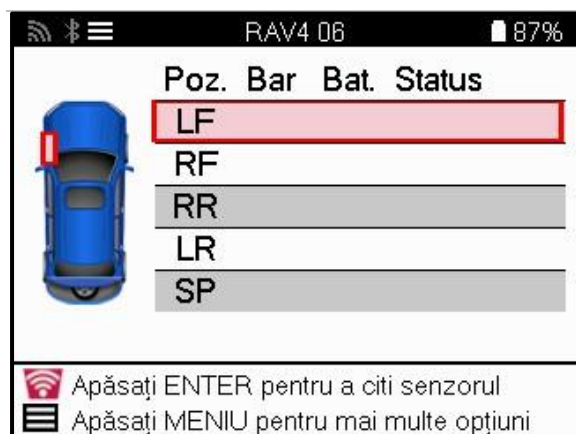 RAV4 06 87%
Poz. Bar Bat. Status
LF
RF
RR
LR
SP
Apăsați ENTER pentru a citi senzorul
Apăsați MENIU pentru mai multe opțiuni